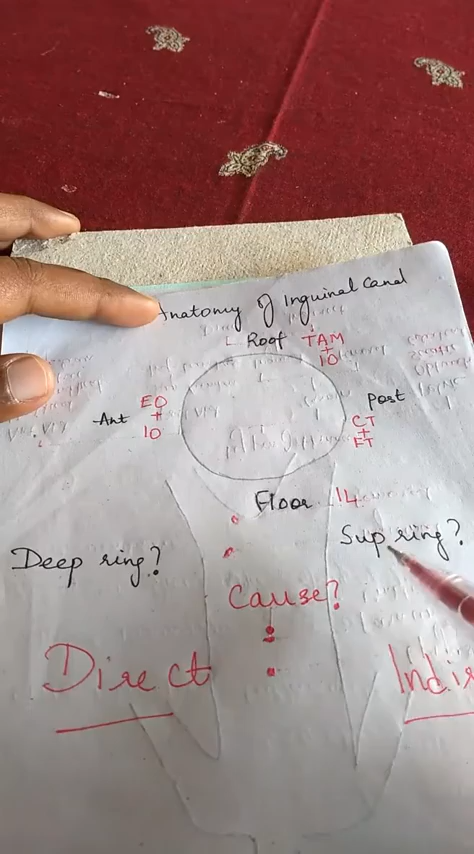 Anatomy of Inguinal Canal
Roof TAM
+
IO
Ant EO
+
IO
Post
CT
+
FT
Floor 14
Deep ring?
Sup ring?
Cause?
Direct
Indir